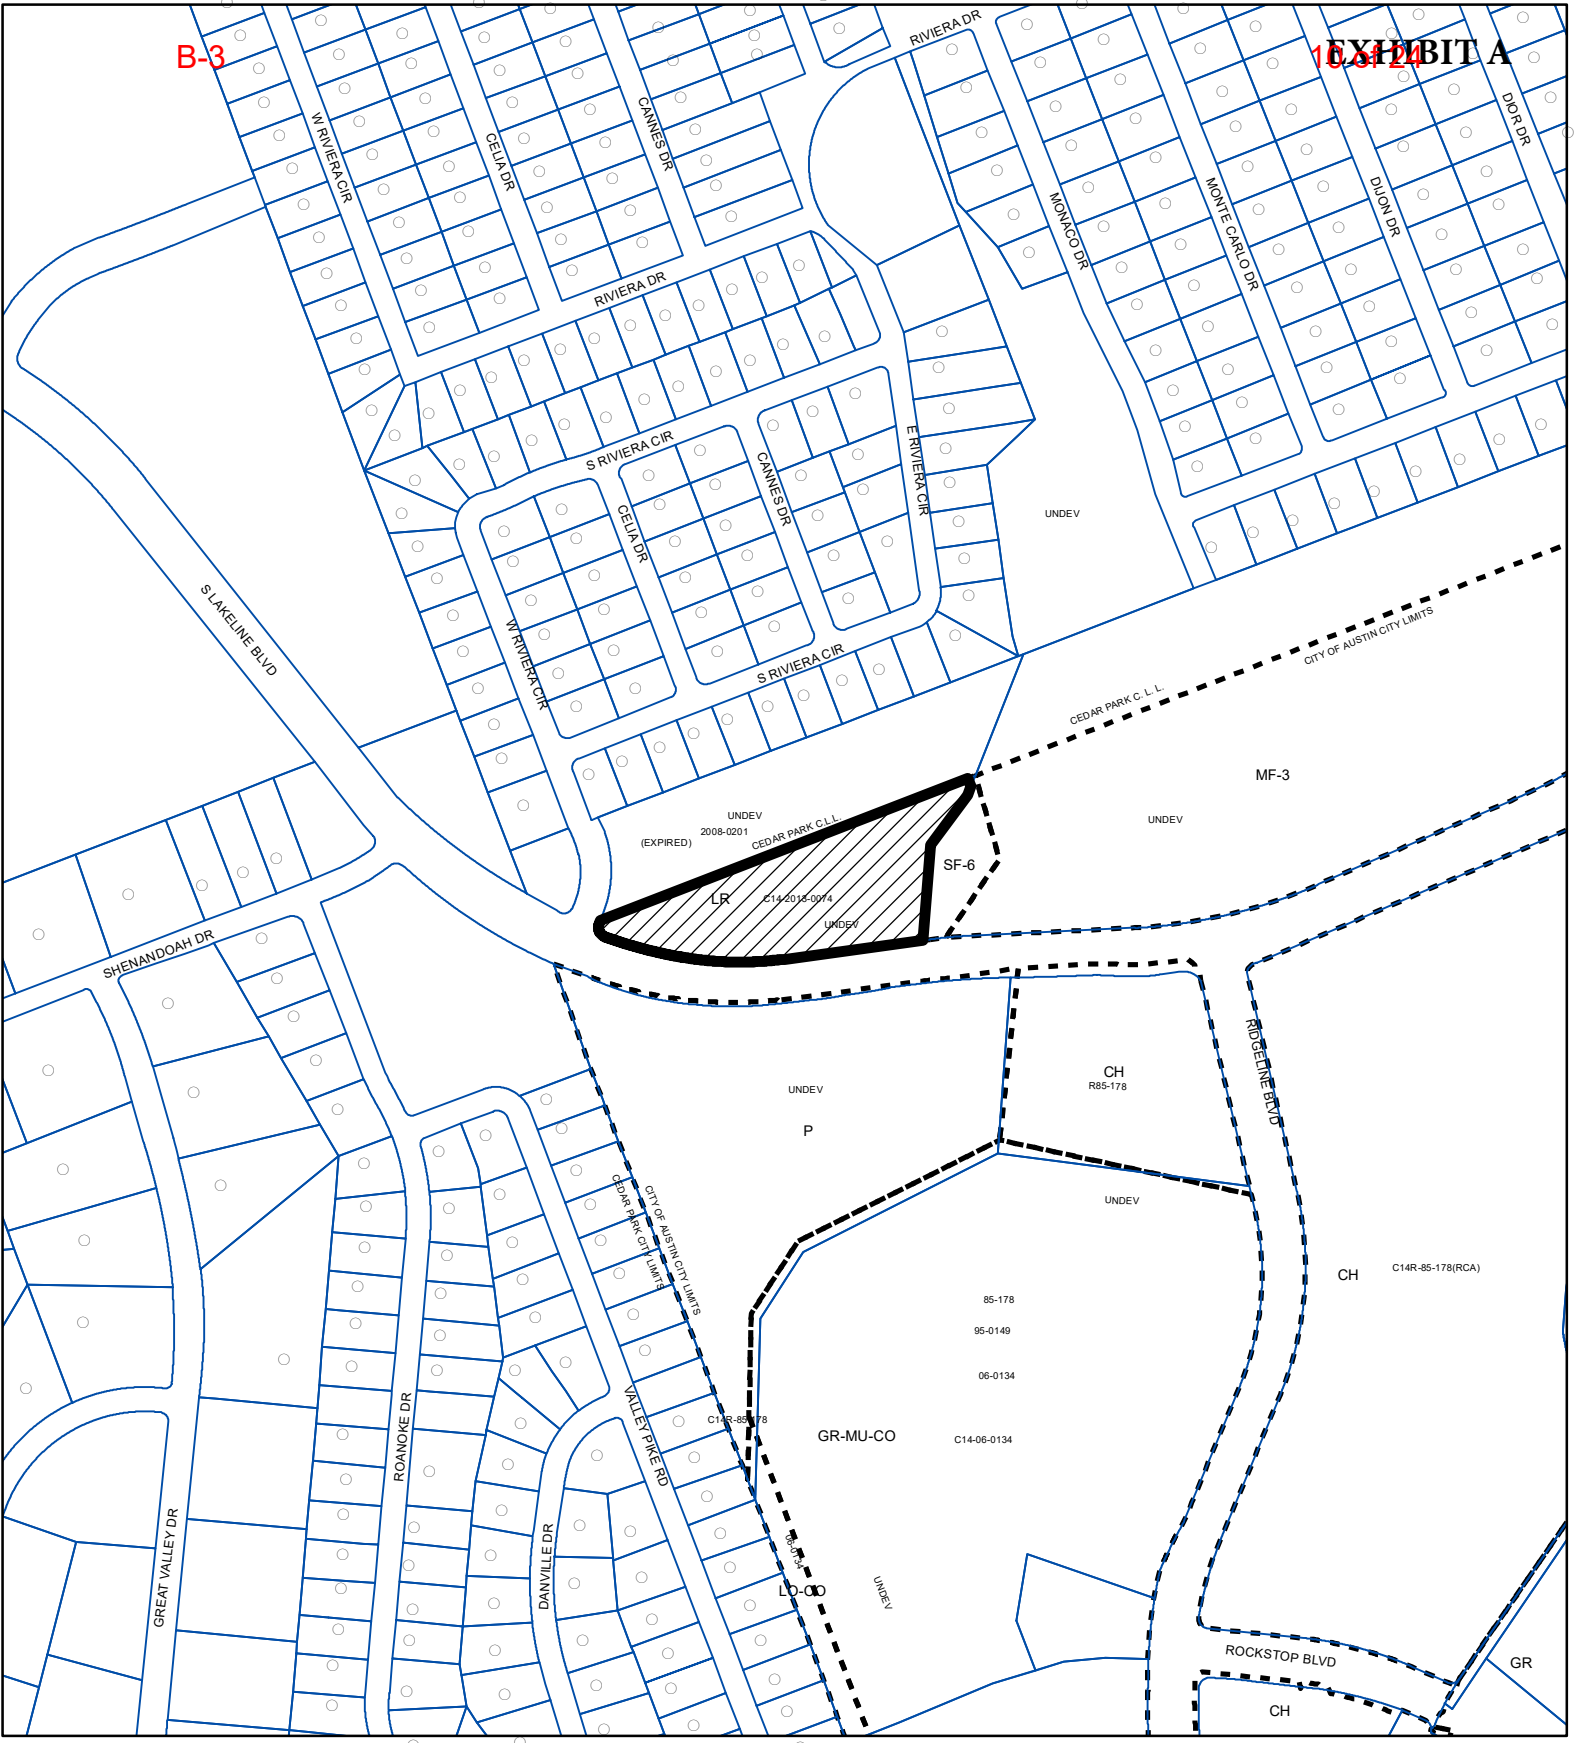 B-3
10 of 24
EXHIBIT A
RIVIERA DR
W RIVIERA CIR
CELIA DR
CANNES DR
MONACO DR
MONTE CARLO DR
DIJON DR
DIOR DR
RIVIERA DR
S RIVIERA CIR
CELIA DR
CANNES DR
E RIVIERA CIR
UNDEV
S LAKELINE BLVD
W RIVIERA CIR
S RIVIERA CIR
CITY OF AUSTIN CITY LIMITS
CEDAR PARK C. L. L.
MF-3
UNDEV
UNDEV
2008-0201
(EXPIRED)
CEDAR PARK C.L.L.
SF-6
LR
C14-2013-0074
UNDEV
SHENANDOAH DR
RIDGELINE BLVD
CH
R85-178
UNDEV
P
UNDEV
CITY OF AUSTIN CITY LIMITS
CEDAR PARK CITY LIMITS
CH
C14R-85-178(RCA)
85-178
95-0149
06-0134
C14R-85-178
GR-MU-CO
C14-06-0134
VALLEY PIKE RD
ROANOKE DR
GREAT VALLEY DR
DANVILLE DR
06-0134
LO-CO
UNDEV
ROCKSTOP BLVD
GR
CH